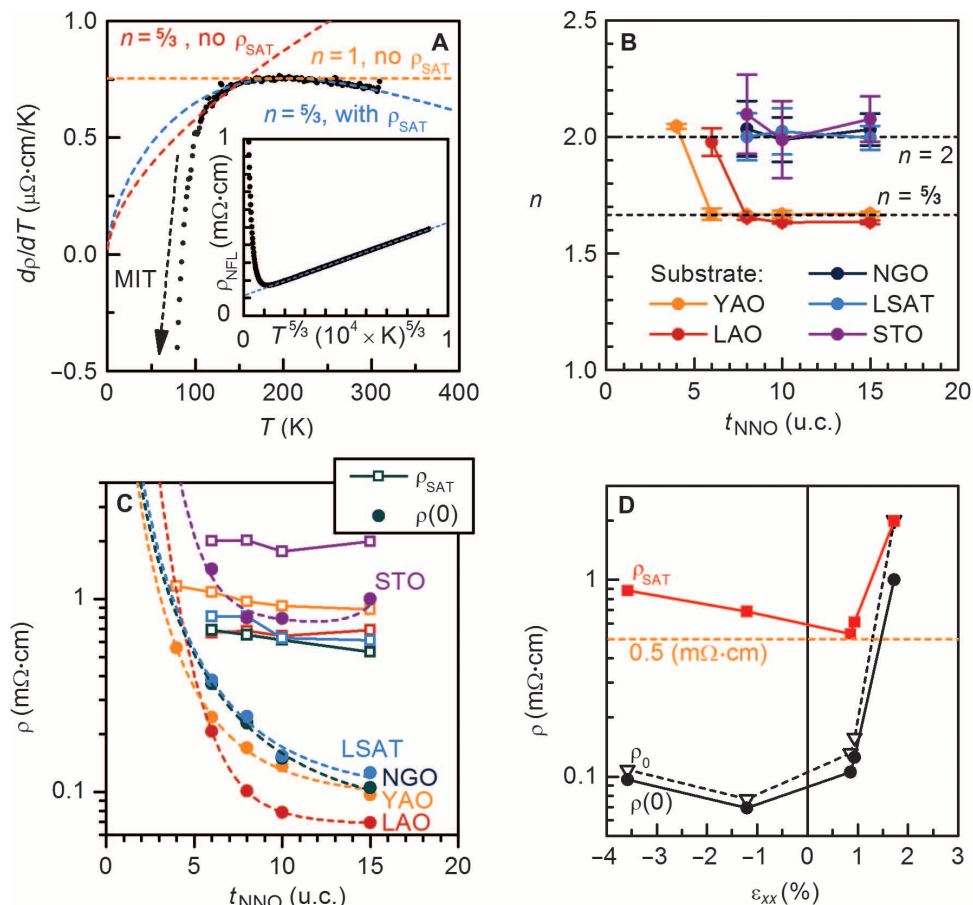 A
n = 5/3 , no ρSAT
n = 1, no ρSAT
n = 5/3, with ρSAT
MIT
dρ/dT (μΩ·cm/K)
1.0
0.5
0.0
−0.5
0 100 200 300 400
T (K)
ρNFL (mΩ·cm)
1
0
0 1
T^5/3 (10^4 × K)^5/3
B
n
2.5
2.0
1.5
1.0
n = 2
n = 5/3
Substrate:
YAO
LAO
NGO
LSAT
STO
0 5 10 15 20
tNNO (u.c.)
C
ρSAT
ρ(0)
ρ (mΩ·cm)
1
0.1
STO
LSAT
NGO
YAO
LAO
0 5 10 15 20
tNNO (u.c.)
D
ρ (mΩ·cm)
1
0.1
ρSAT
0.5 (mΩ·cm)
ρ0
ρ(0)
−4 −3 −2 −1 0 1 2 3
εxx (%)